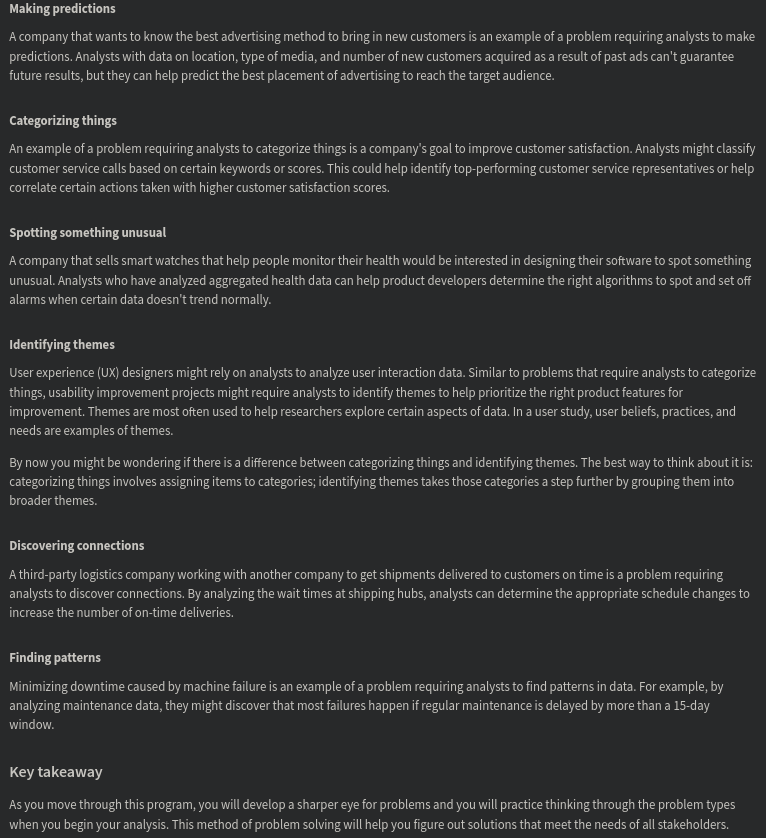 Making predictions
A company that wants to know the best advertising method to bring in new customers is an example of a problem requiring analysts to make
predictions. Analysts with data on location, type of media, and number of new customers acquired as a result of past ads can't guarantee
future results, but they can help predict the best placement of advertising to reach the target audience.
Categorizing things
An example of a problem requiring analysts to categorize things is a company's goal to improve customer satisfaction. Analysts might classify
customer service calls based on certain keywords or scores. This could help identify top-performing customer service representatives or help
correlate certain actions taken with higher customer satisfaction scores.
Spotting something unusual
A company that sells smart watches that help people monitor their health would be interested in designing their software to spot something
unusual. Analysts who have analyzed aggregated health data can help product developers determine the right algorithms to spot and set off
alarms when certain data doesn't trend normally.
Identifying themes
User experience (UX) designers might rely on analysts to analyze user interaction data. Similar to problems that require analysts to categorize
things, usability improvement projects might require analysts to identify themes to help prioritize the right product features for
improvement. Themes are most often used to help researchers explore certain aspects of data. In a user study, user beliefs, practices, and
needs are examples of themes.
By now you might be wondering if there is a difference between categorizing things and identifying themes. The best way to think about it is:
categorizing things involves assigning items to categories; identifying themes takes those categories a step further by grouping them into
broader themes.
Discovering connections
A third-party logistics company working with another company to get shipments delivered to customers on time is a problem requiring
analysts to discover connections. By analyzing the wait times at shipping hubs, analysts can determine the appropriate schedule changes to
increase the number of on-time deliveries.
Finding patterns
Minimizing downtime caused by machine failure is an example of a problem requiring analysts to find patterns in data. For example, by
analyzing maintenance data, they might discover that most failures happen if regular maintenance is delayed by more than a 15-day
window.
Key takeaway
As you move through this program, you will develop a sharper eye for problems and you will practice thinking through the problem types
when you begin your analysis. This method of problem solving will help you figure out solutions that meet the needs of all stakeholders.